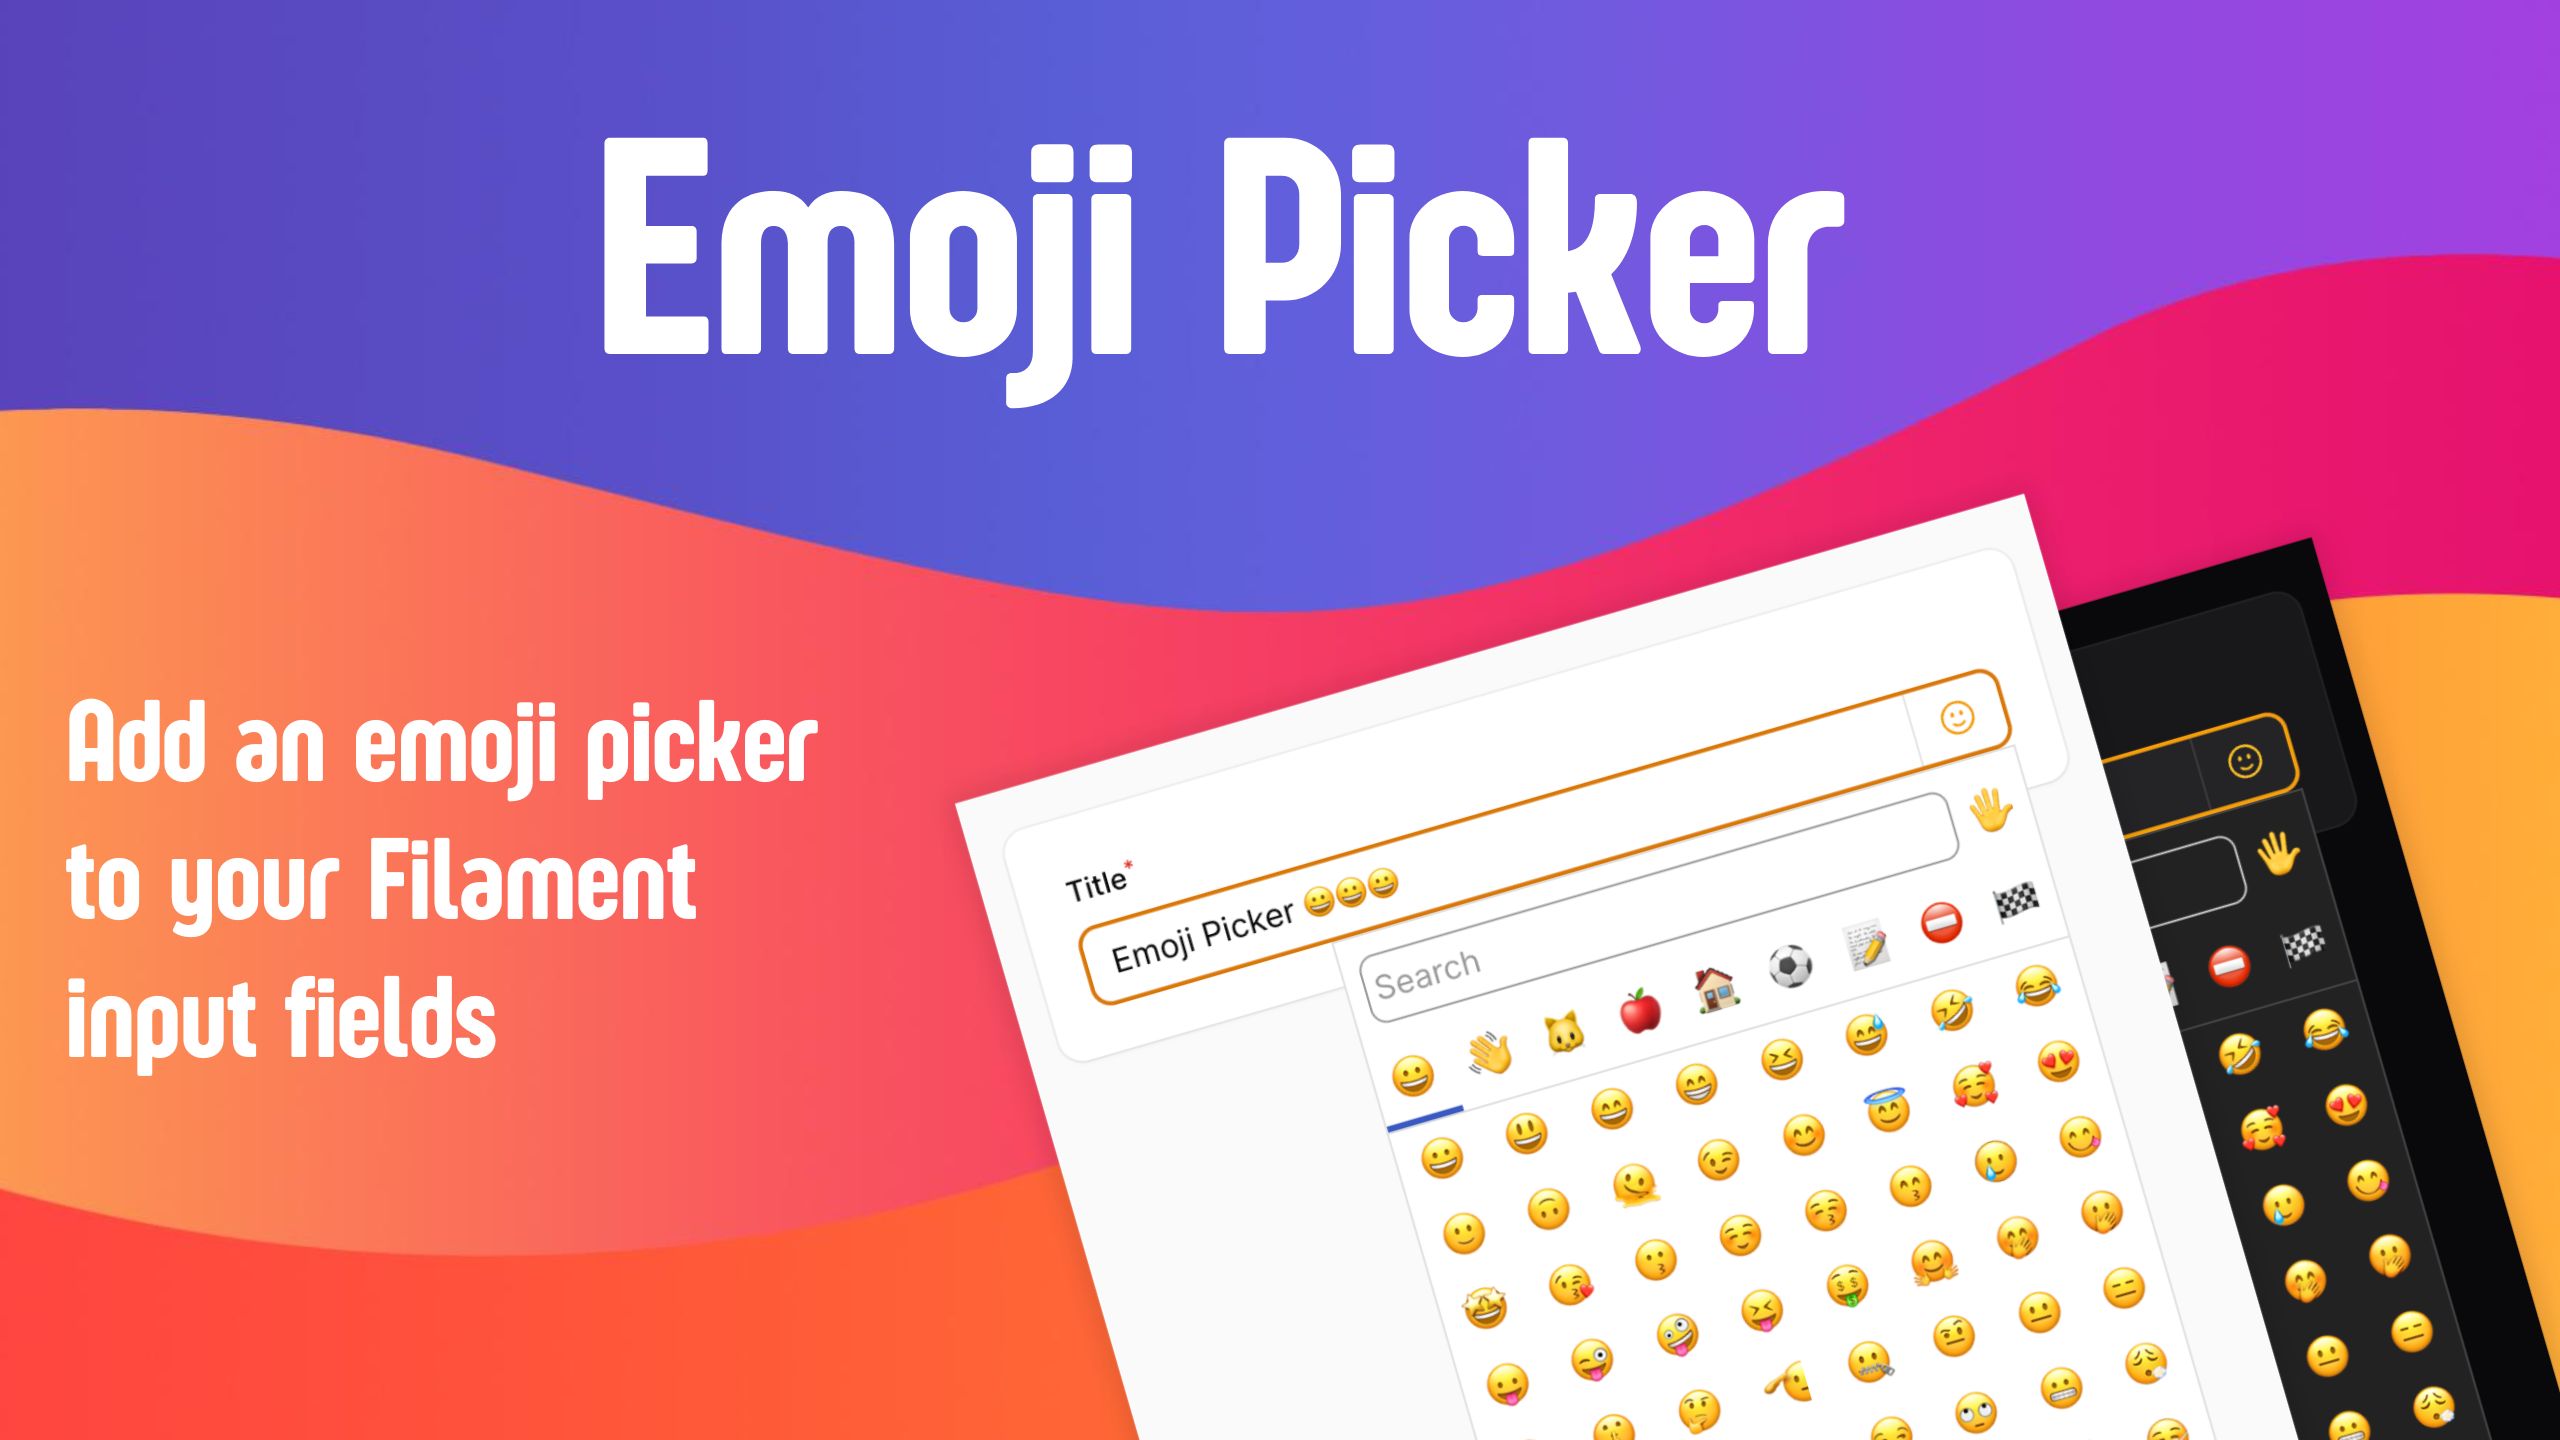 Emoji Picker
Add an emoji picker
to your Filament
input fields
Title*
Emoji Picker 😀😀😀
Search